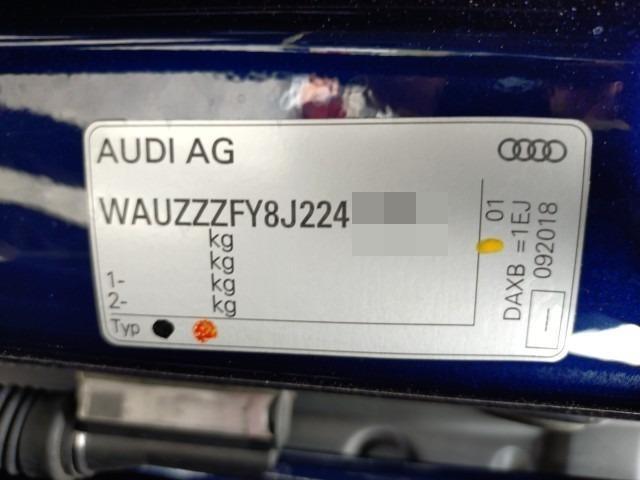 AUDI AG
WAUZZZFY8J224
kg
kg
1- kg
2- kg
Typ
01
DAXB =1EJ
092018